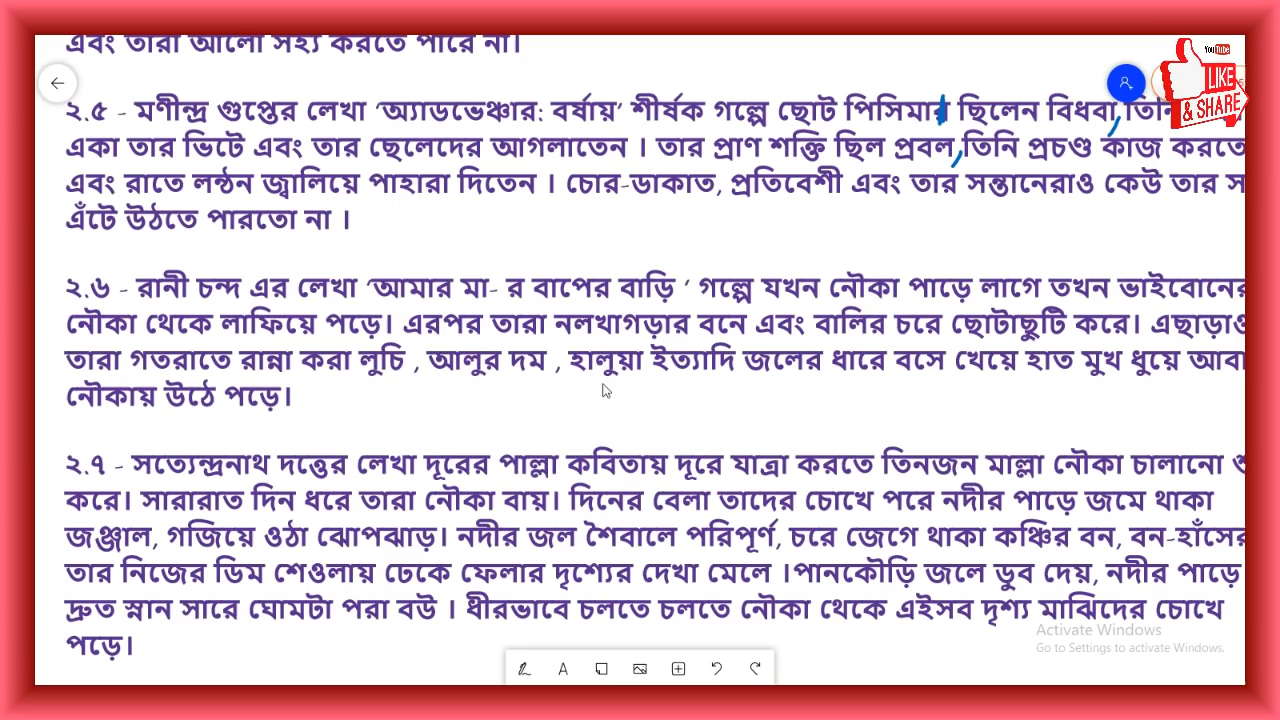 এবং তারা আলো সহ্য করতে পারে না।
২.৫ - মণীন্দ্র গুপ্তের লেখা ‘অ্যাডভেঞ্চার: বর্ষায়’ শীর্ষক গল্পে ছোট পিসিমার ছিলেন বিধবা,
একা তার ভিটে এবং তার ছেলেদের আগলাতেন । তার প্রাণ শক্তি ছিল প্রবল,তিনি প্রচণ্ড কাজ করতে
এবং রাতে লন্ঠন জ্বালিয়ে পাহারা দিতেন । চোর-ডাকাত, প্রতিবেশী এবং তার সন্তানেরাও কেউ তার
এঁটে উঠতে পারতো না ।
২.৬ - রানী চন্দ এর লেখা ‘আমার মা- র বাপের বাড়ি ’ গল্পে যখন নৌকা পাড়ে লাগে তখন ভাইবোনের
নৌকা থেকে লাফিয়ে পড়ে। এরপর তারা নলখাগড়ার বনে এবং বালির চরে ছোটাছুটি করে। এছাড়াও
তারা গতরাতে রান্না করা লুচি , আলুর দম , হালুয়া ইত্যাদি জলের ধারে বসে খেয়ে হাত মুখ ধুয়ে
নৌকায় উঠে পড়ে।
২.৭ - সত্যেন্দ্রনাথ দত্তের লেখা দূরের পাল্লা কবিতায় দূরে যাত্রা করতে তিনজন মাল্লা নৌকা চালানো
করে। সারারাত দিন ধরে তারা নৌকা বায়। দিনের বেলা তাদের চোখে পরে নদীর পাড়ে জমে থাকা
জঞ্জাল, গজিয়ে ওঠা ঝোপঝাড়। নদীর জল শৈবালে পরিপূর্ণ, চরে জেগে থাকা কঞ্চির বন, বন-হাঁসের
তার নিজের ডিম শেওলায় ঢেকে ফেলার দৃশ্যের দেখা মেলে ।পানকৌড়ি জলে ডুব দেয়, নদীর পাড়ে
দ্রুত স্নান সারে ঘোমটা পরা বউ । ধীরভাবে চলতে চলতে নৌকা থেকে এইসব দৃশ্য মাঝিদের চোখে
পড়ে।
YouTube
LIKE
& SHARE
Activate Windows
Go to Settings to activate Windows.